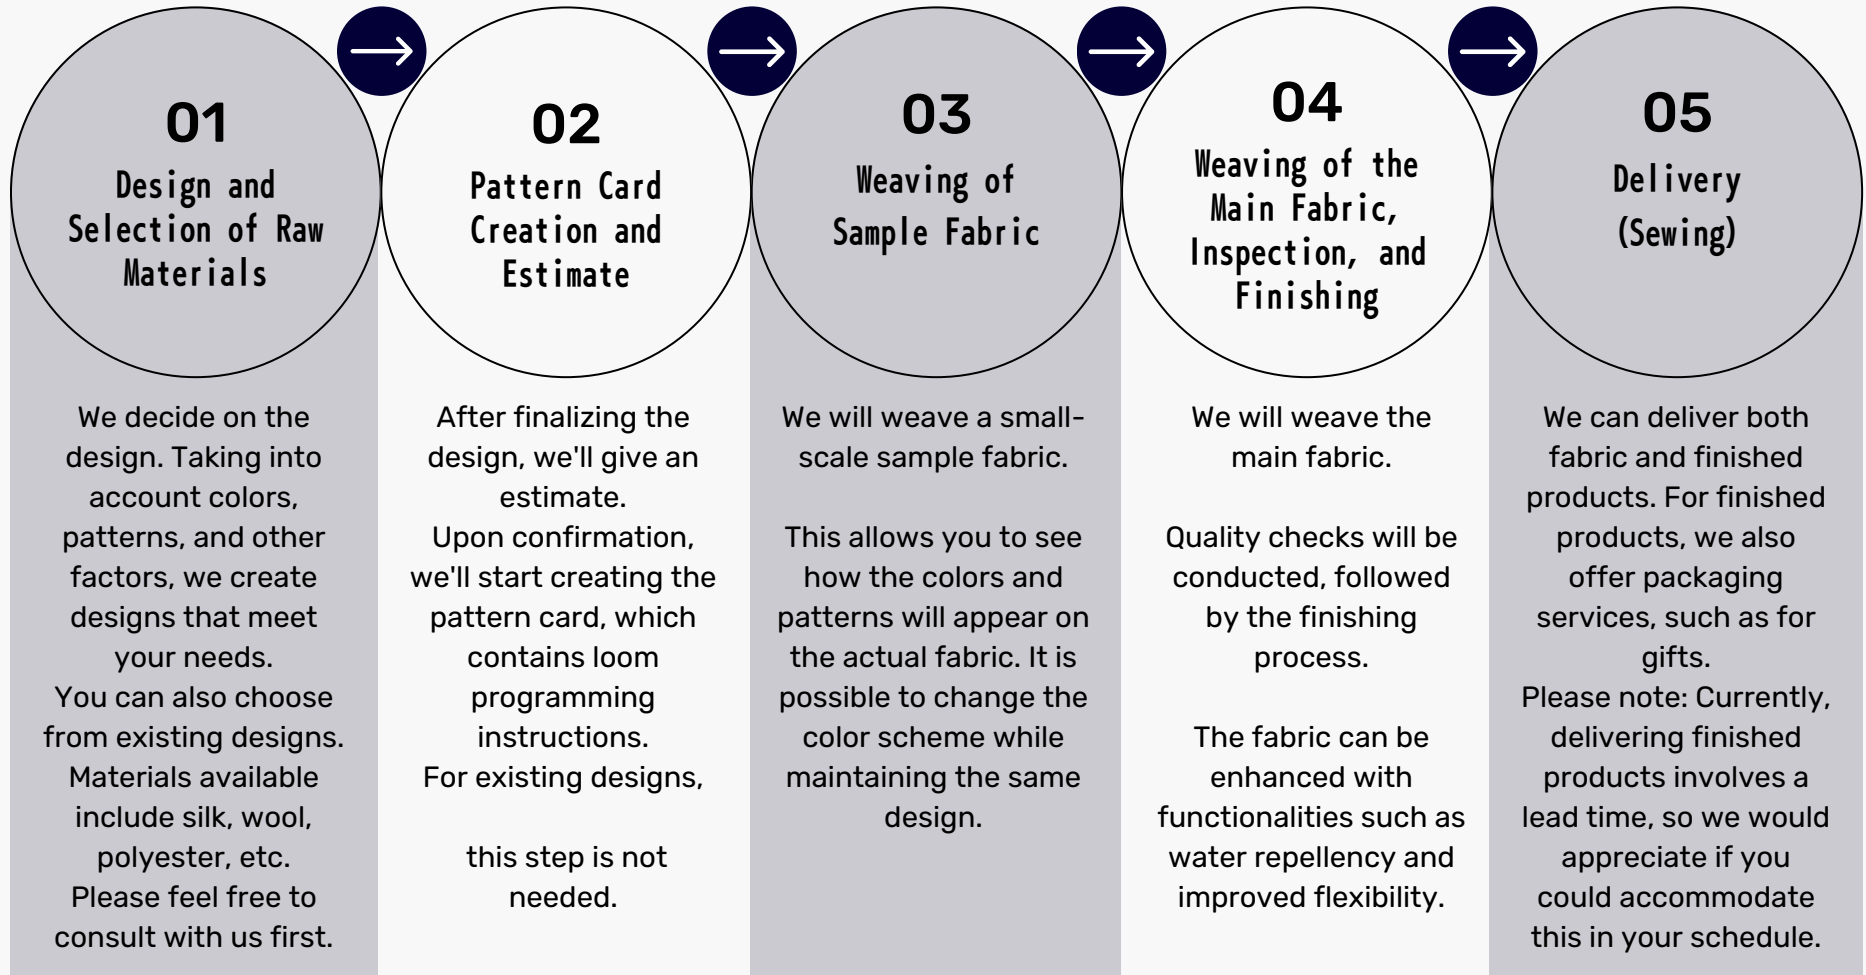 01
Design and
Selection of Raw
Materials
We decide on the
design. Taking into
account colors,
patterns, and other
factors, we create
designs that meet
your needs.
You can also choose
from existing designs.
Materials available
include silk, wool,
polyester, etc.
Please feel free to
consult with us first.
02
Pattern Card
Creation and
Estimate
After finalizing the
design, we'll give an
estimate.
Upon confirmation,
we'll start creating the
pattern card, which
contains loom
programming
instructions.
For existing designs,
this step is not
needed.
03
Weaving of
Sample Fabric
We will weave a small-
scale sample fabric.
This allows you to see
how the colors and
patterns will appear on
the actual fabric. It is
possible to change the
color scheme while
maintaining the same
design.
04
Weaving of the
Main Fabric,
Inspection, and
Finishing
We will weave the
main fabric.
Quality checks will be
conducted, followed
by the finishing
process.
The fabric can be
enhanced with
functionalities such as
water repellency and
improved flexibility.
05
Delivery
(Sewing)
We can deliver both
fabric and finished
products. For finished
products, we also
offer packaging
services, such as for
gifts.
Please note: Currently,
delivering finished
products involves a
lead time, so we would
appreciate if you
could accommodate
this in your schedule.